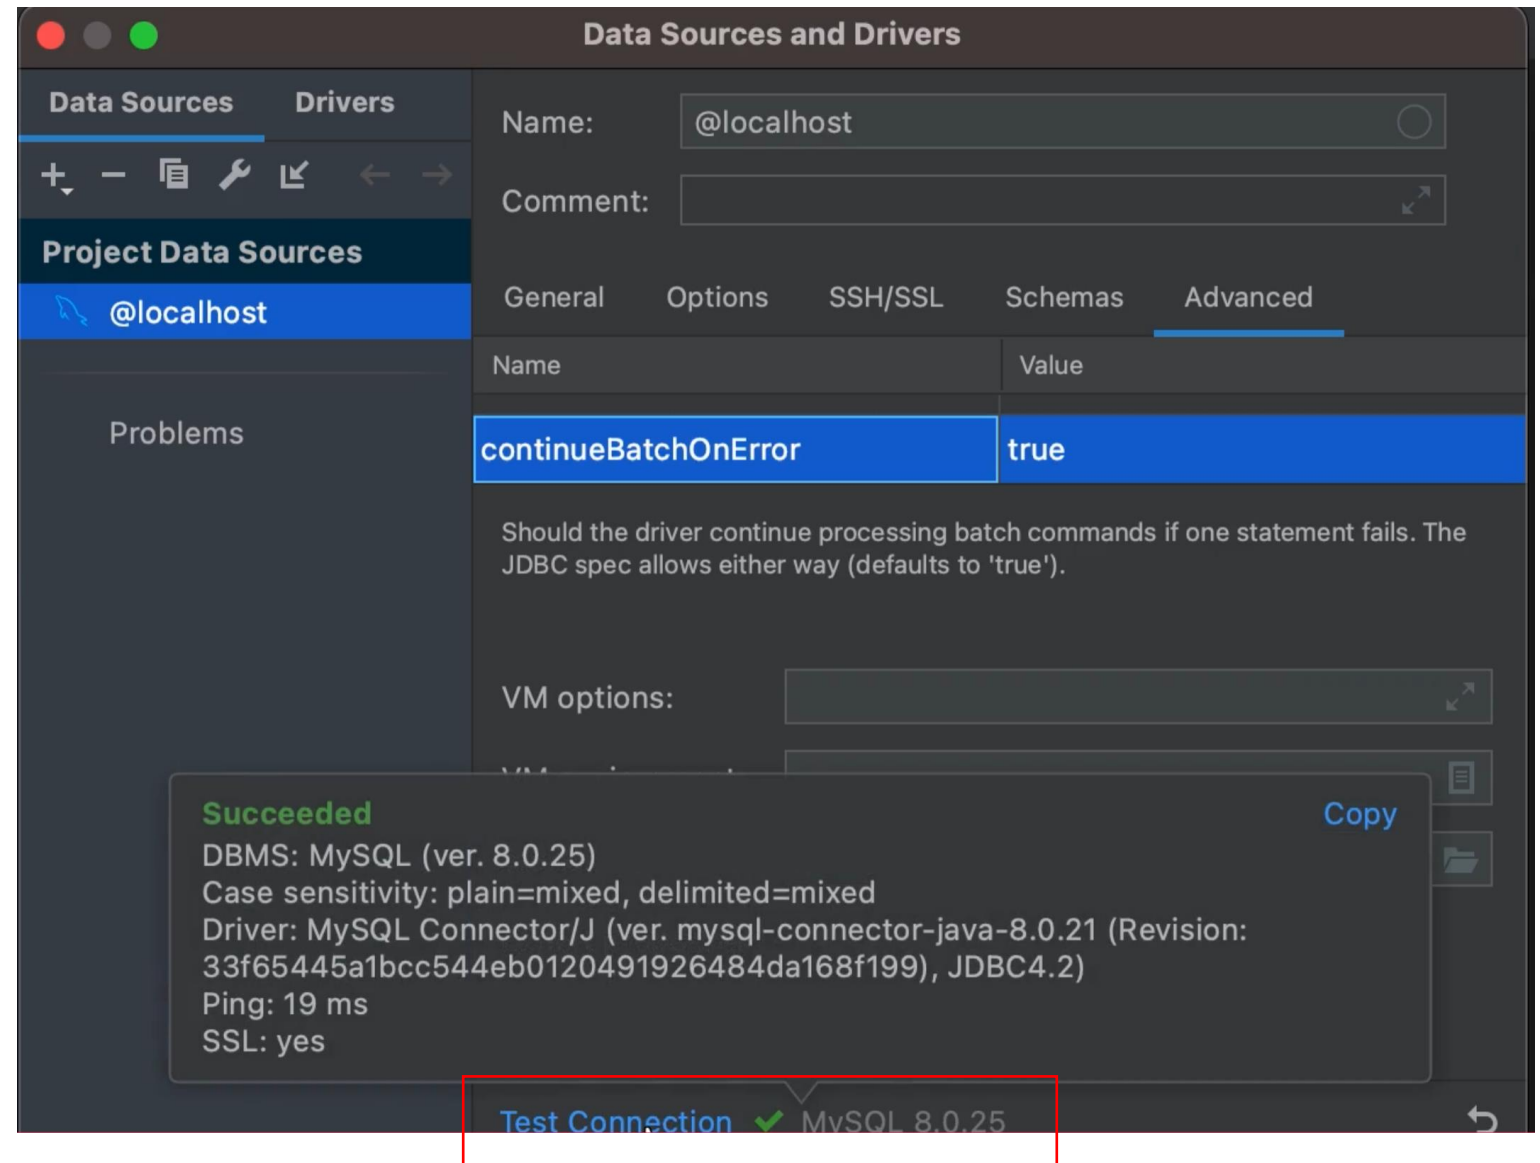 Data Sources and Drivers
Data Sources Drivers
Name: @localhost
Comment:
Project Data Sources
@localhost
General Options SSH/SSL Schemas Advanced
Name Value
Problems
continueBatchOnError true
Should the driver continue processing batch commands if one statement fails. The
JDBC spec allows either way (defaults to 'true').
VM options:
Succeeded Copy
DBMS: MySQL (ver. 8.0.25)
Case sensitivity: plain=mixed, delimited=mixed
Driver: MySQL Connector/J (ver. mysql-connector-java-8.0.21 (Revision:
33f65445a1bcc544eb0120491926484da168f199), JDBC4.2)
Ping: 19 ms
SSL: yes
Test Connection MySQL 8.0.25